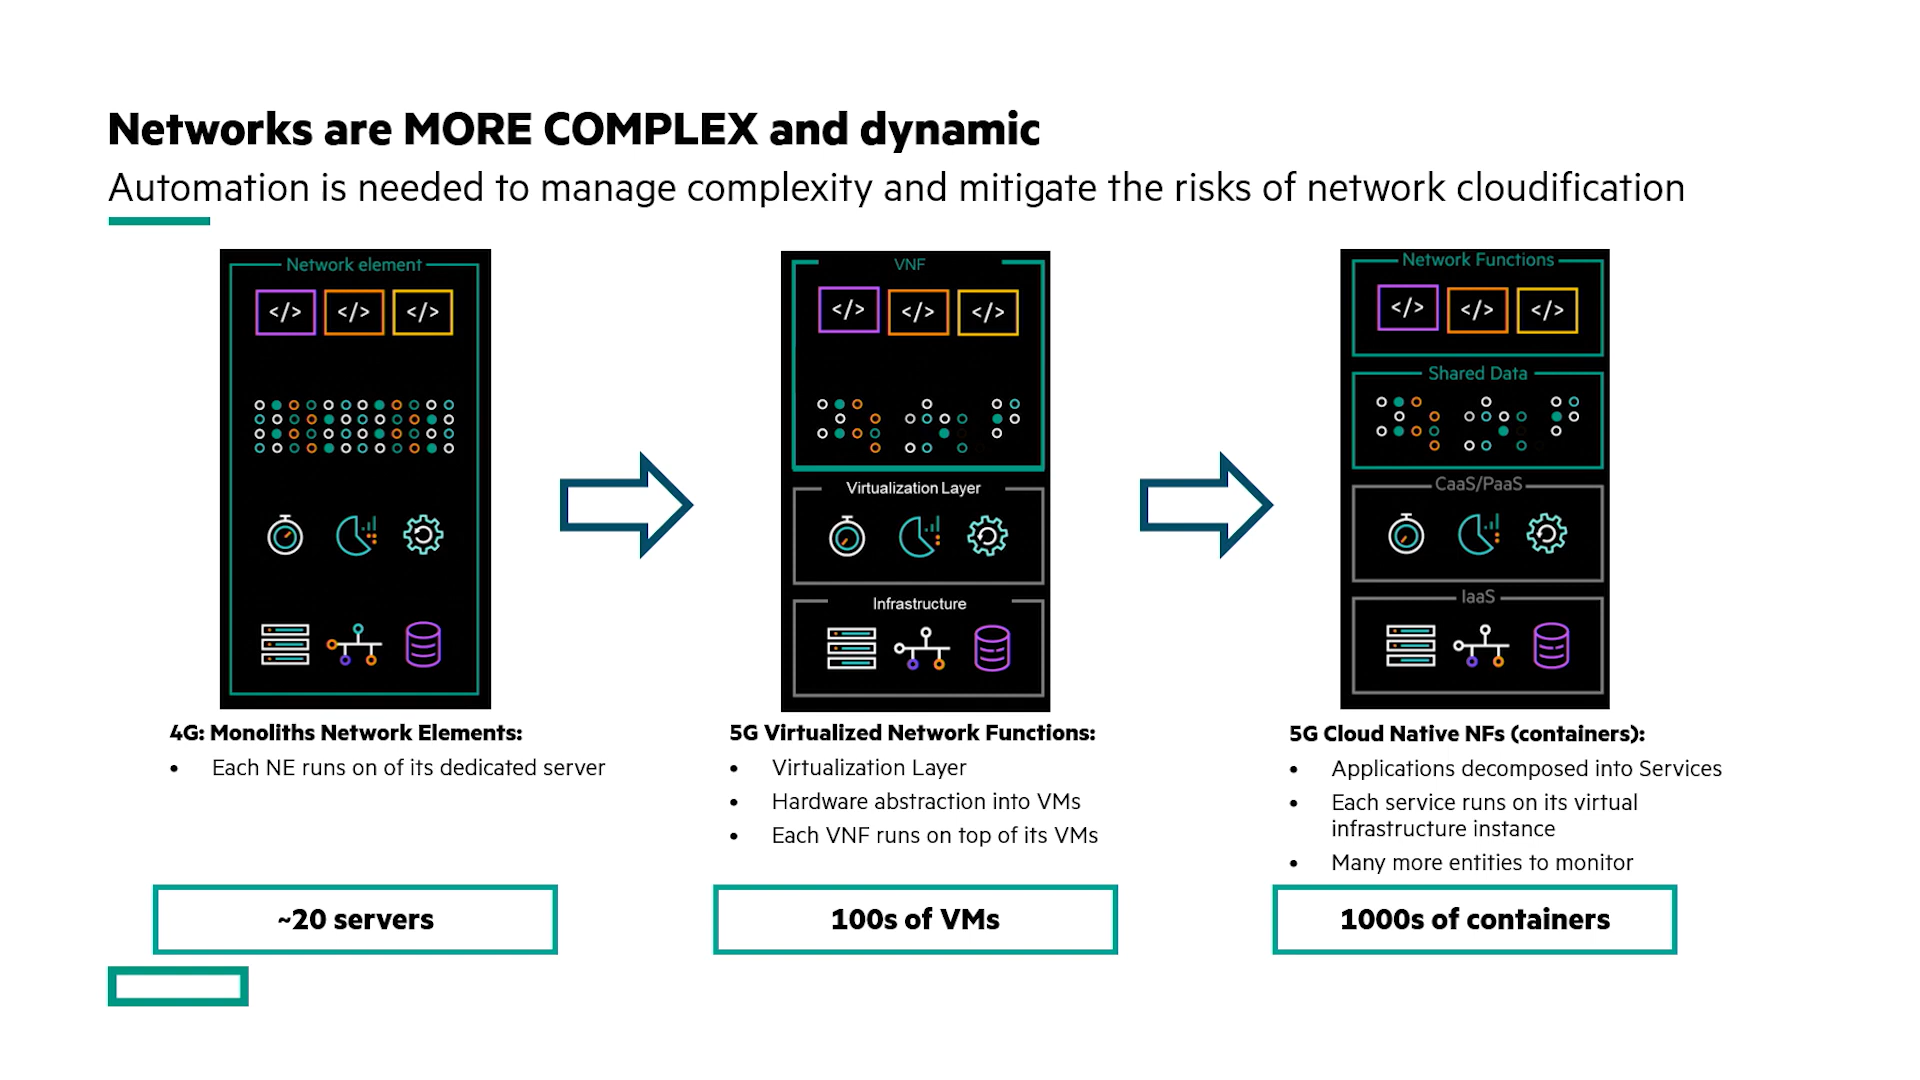 Networks are MORE COMPLEX and dynamic
Automation is needed to manage complexity and mitigate the risks of network cloudification
Network element
</> </> </>
4G: Monoliths Network Elements:
• Each NE runs on of its dedicated server
~20 servers
VNF
</> </> </>
Virtualization Layer
Infrastructure
5G Virtualized Network Functions:
• Virtualization Layer
• Hardware abstraction into VMs
• Each VNF runs on top of its VMs
100s of VMs
Network Functions
</> </> </>
Shared Data
CaaS/PaaS
IaaS
5G Cloud Native NFs (containers):
• Applications decomposed into Services
• Each service runs on its virtual
infrastructure instance
• Many more entities to monitor
1000s of containers